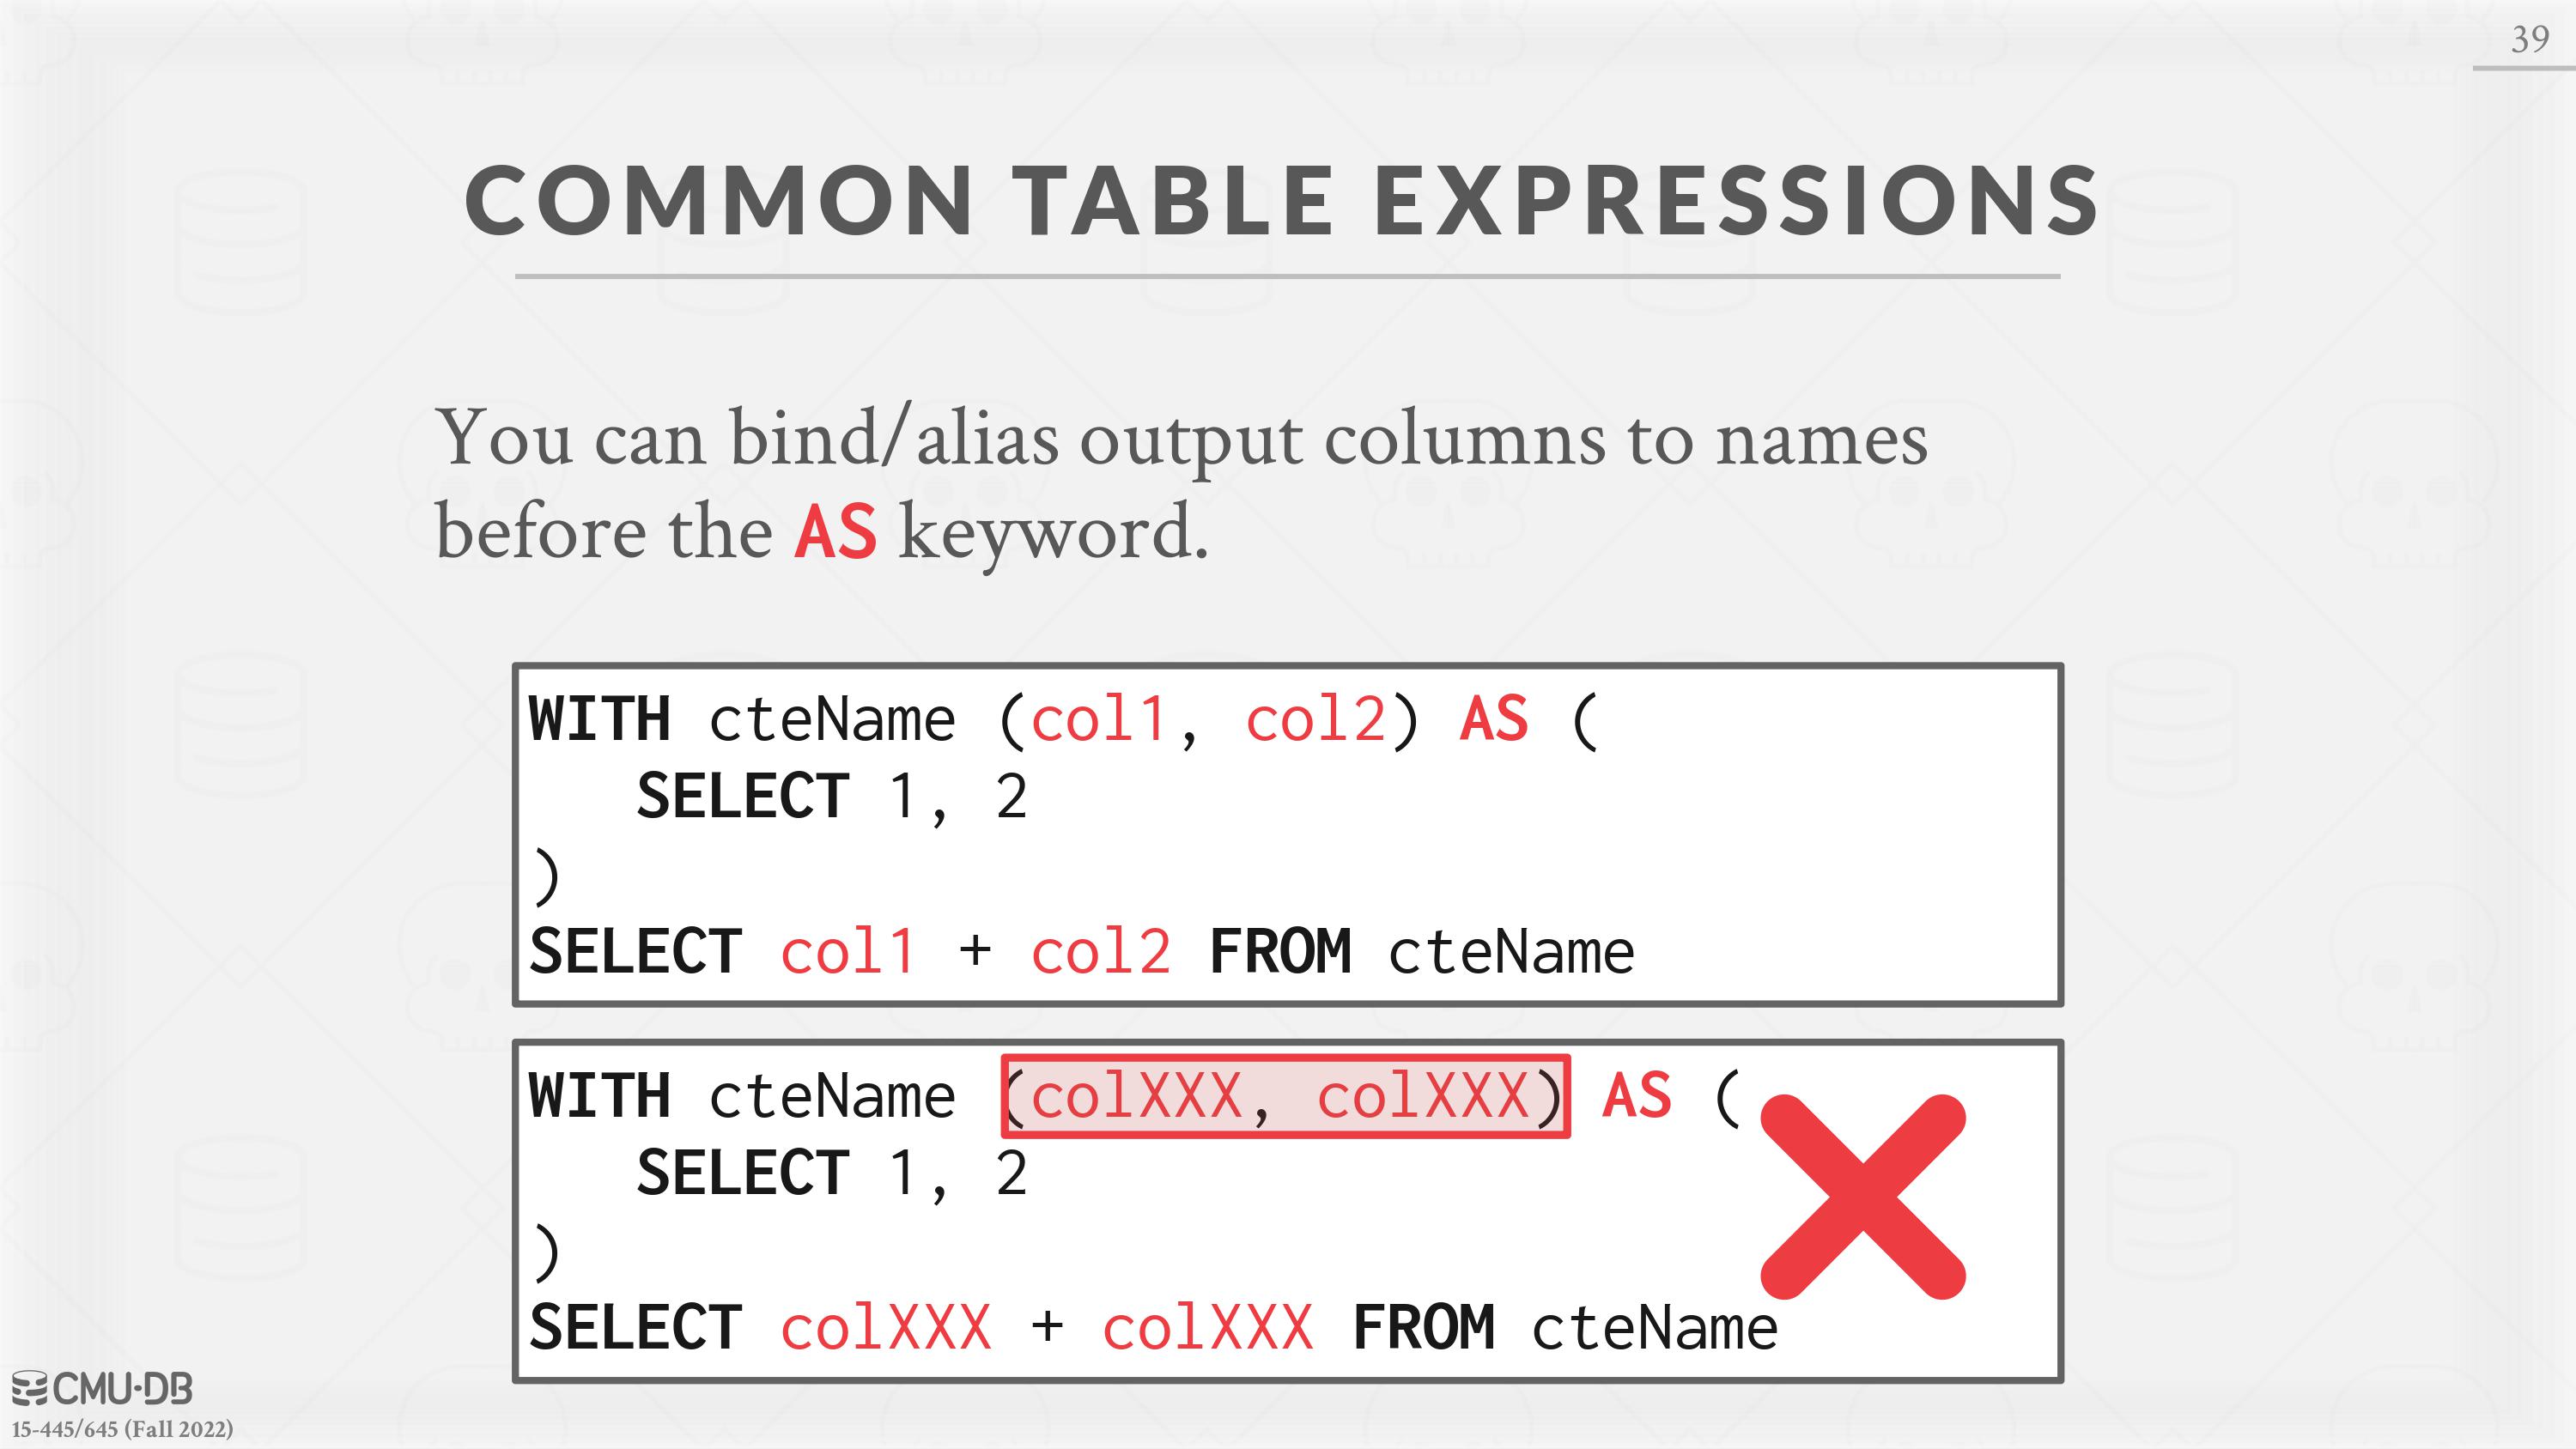 39
COMMON TABLE EXPRESSIONS
You can bind/alias output columns to names
before the AS keyword.
WITH cteName (col1, col2) AS (
SELECT 1, 2
)
SELECT col1 + col2 FROM cteName
WITH cteName (colXXX, colXXX) AS (
SELECT 1, 2
)
SELECT colXXX + colXXX FROM cteName
CMU·DB
15-445/645 (Fall 2022)